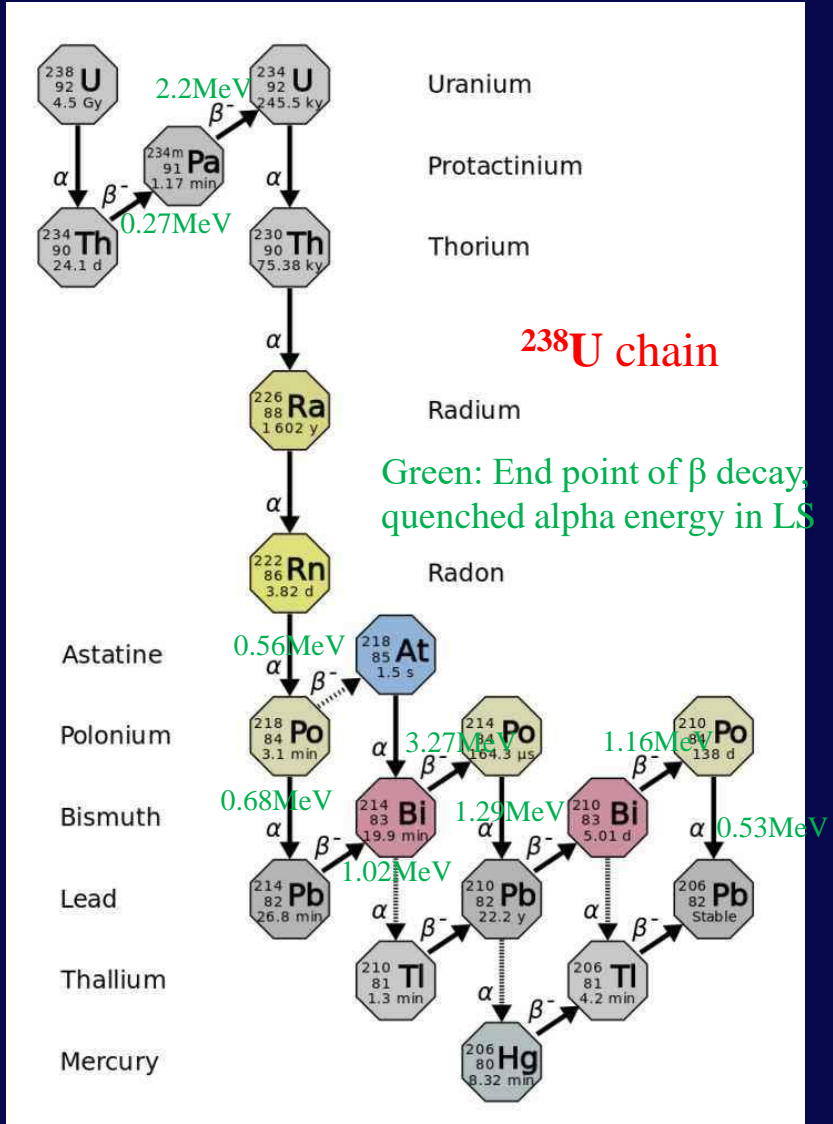 238
92 U
4.5 Gy
2.2MeV
234
92 U
245.5 ky
Uranium
β⁻
234m
91 Pa
1.17 min
Protactinium
α
β⁻
α
0.27MeV
234
90 Th
24.1 d
230
90 Th
75.38 ky
Thorium
α
²³⁸U chain
226
88 Ra
1 602 y
Radium
Green: End point of β decay,
quenched alpha energy in LS
α
222
86 Rn
3.82 d
Radon
0.56MeV
Astatine
218
85 At
1.5 s
α
β⁻
Polonium
218
84 Po
3.1 min
α
3.27MeV
214
84 Po
164.3 µs
1.16MeV
210
84 Po
138 d
β⁻
β⁻
0.68MeV
Bismuth
α
214
83 Bi
19.9 min
1.29MeV
α
210
83 Bi
5.01 d
α
0.53MeV
β⁻
β⁻
1.02MeV
Lead
214
82 Pb
26.8 min
α
210
82 Pb
22.2 y
α
206
82 Pb
Stable
β⁻
β⁻
Thallium
210
81 Tl
1.3 min
α
206
81 Tl
4.2 min
β⁻
Mercury
206
80 Hg
8.32 min